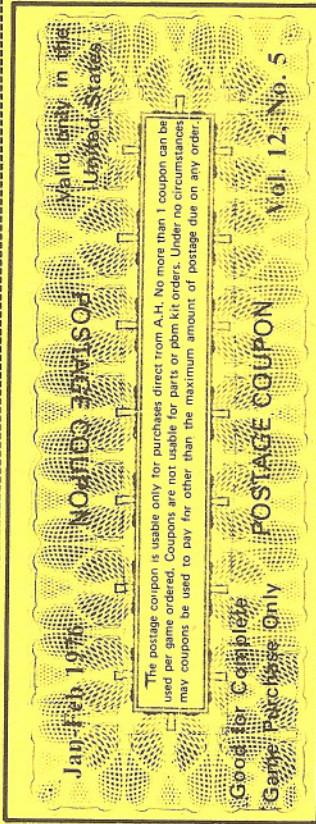 Jan-Feb 1976
POSTAGE COUPON
Valid only in the
United States
The postage coupon is usable only for purchases direct from A.H. No more than 1 coupon can be
used per game ordered. Coupons are not usable for parts or pbm kit orders. Under no circumstances
may coupons be used to pay for other than the maximum amount of postage due on any order.
Good for Complete
Game Purchase Only
POSTAGE COUPON
Vol. 12, No. 5